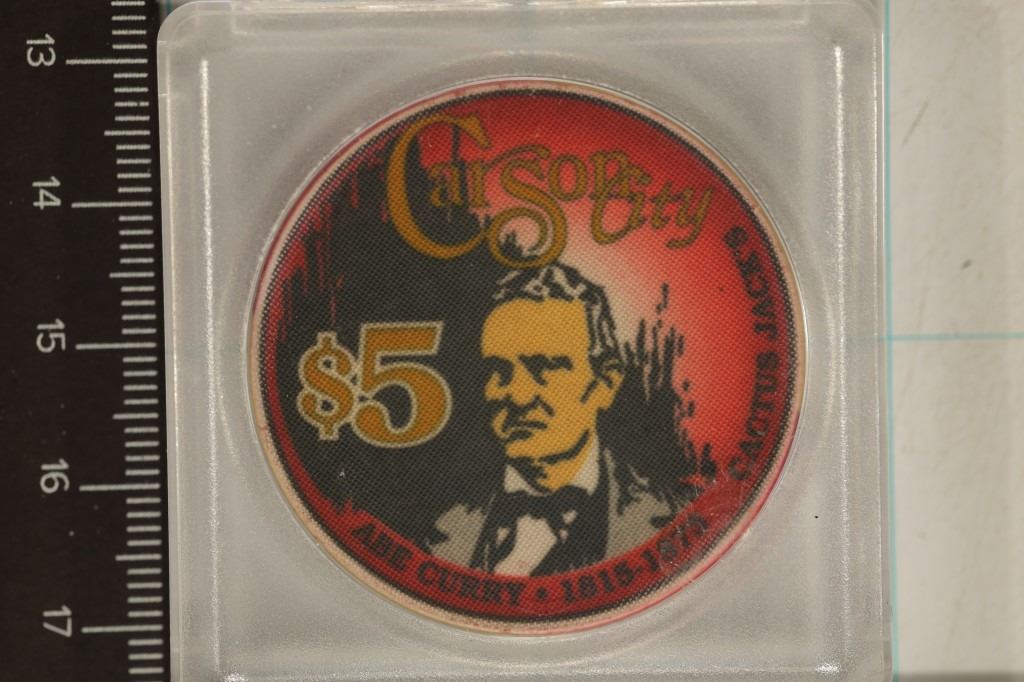 Carson City
$5
CACTUS JACK'S
ABE CURRY • 1815-1873
13
14
15
16
17